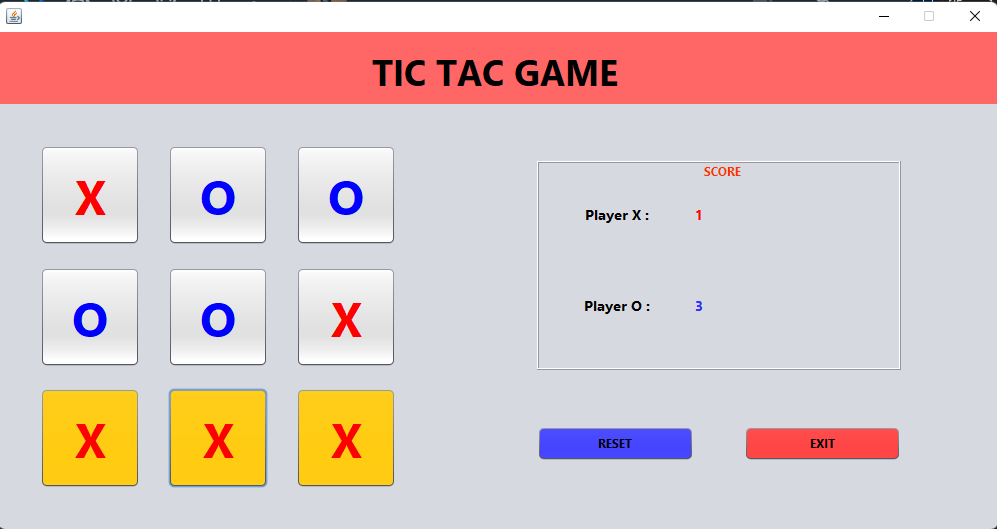 TIC TAC GAME
X O O
O O X
X X X
SCORE
Player X : 1
Player O : 3
RESET EXIT